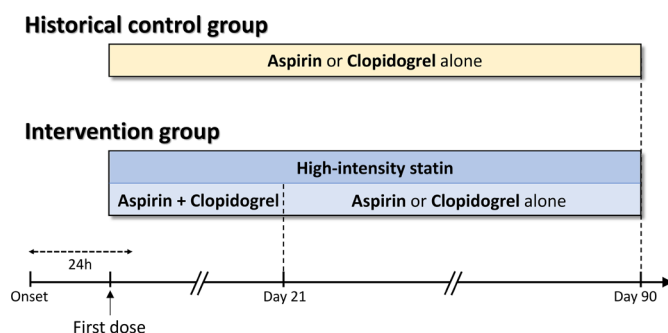 Historical control group
Aspirin or Clopidogrel alone
Intervention group
High-intensity statin
Aspirin + Clopidogrel
Aspirin or Clopidogrel alone
24h
Onset
Day 21
Day 90
First dose